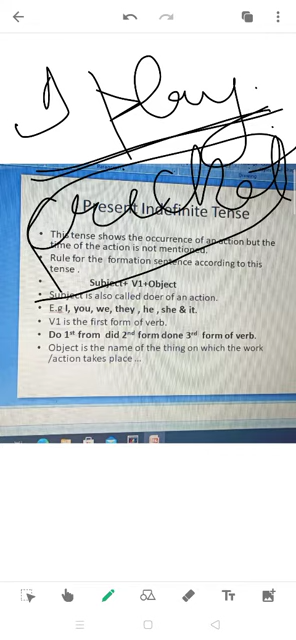 I play
cricket
Present Indefinite Tense
• This tense shows the occurrence of an action but the
time of the action is not mentioned.
• Rule for the formation sentence according to this
tense .
• Subject+ V1+Object
• Subject is also called doer of an action.
• E.g I, you, we, they , he , she & it.
• V1 is the first form of verb.
• Do 1st from did 2nd form done 3rd form of verb.
• Object is the name of the thing on which the work
/action takes place ...
Tт